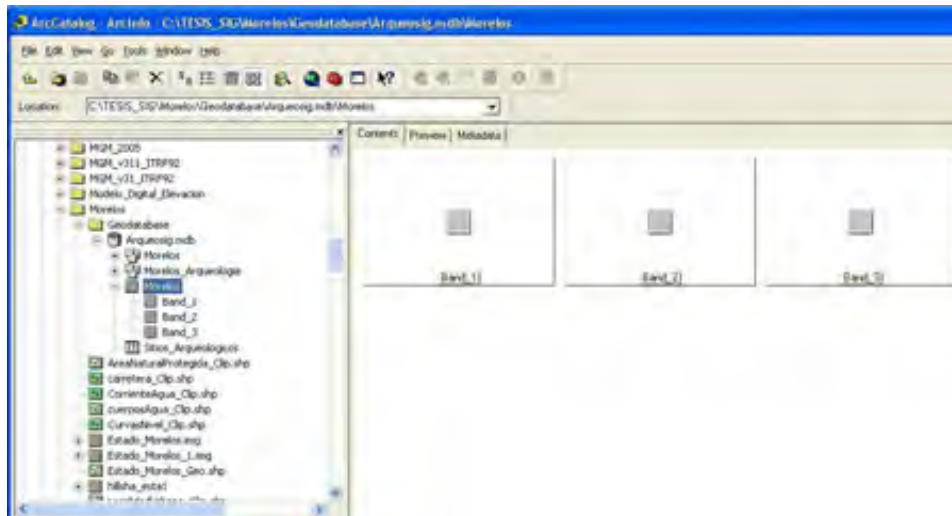 ArcCatalog - ArcInfo - C:\TESIS_SIG\Morelos\Geodatabase\Arqueosig.mdb\Morelos
File Edit View Go Tools Window Help
Location: C:\TESIS_SIG\Morelos\Geodatabase\Arqueosig.mdb\Morelos
Contents Preview Metadata
MGM_2005
MGM_v311_ITRF92
MGM_v31_ITRF92
Modelo_Digital_Elevacion
Morelos
Geodatabase
Arqueosig.mdb
Morelos
Morelos_Arqueologia
Morelos
Band_1
Band_2
Band_3
Sitios_Arqueologicos
AreaNaturalProtegida_Clip.shp
carretera_Clip.shp
CorrienteAgua_Clip.shp
cuerposAgua_Clip.shp
CurvasNivel_Clip.shp
Estado_Morelos.img
Estado_Morelos_1.img
Estado_Morelos_Geo.shp
hillsha_estad
Band_1
Band_2
Band_3